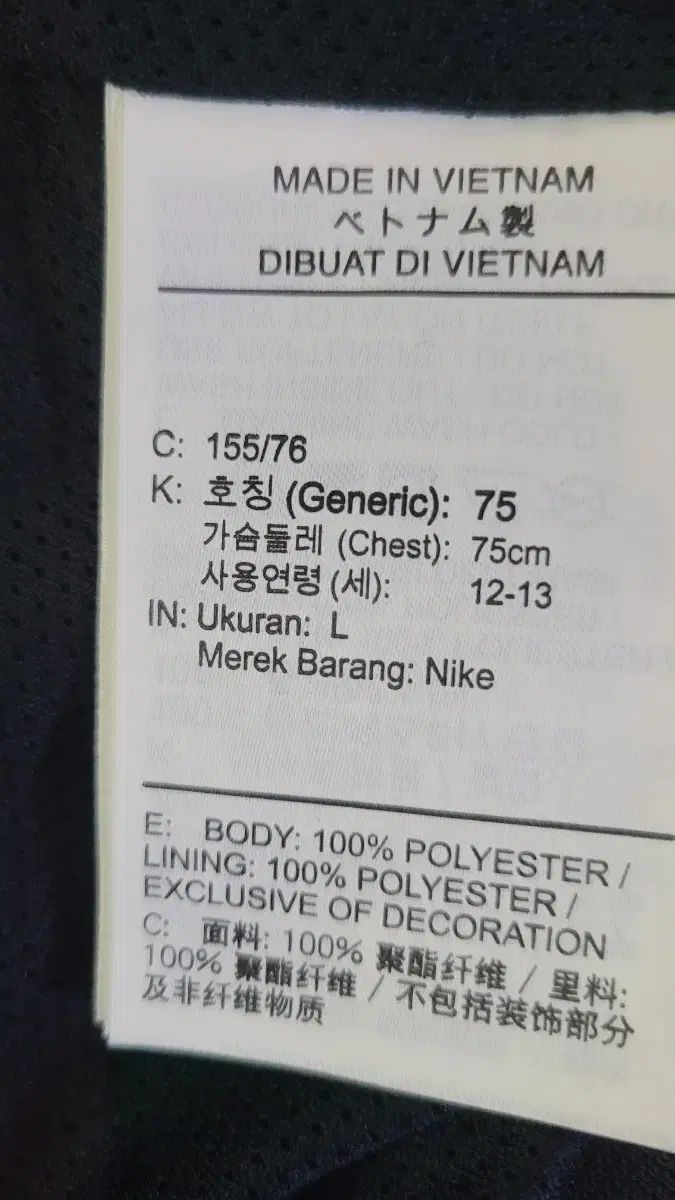 MADE IN VIETNAM
ベトナム製
DIBUAT DI VIETNAM
C: 155/76
K: 호칭 (Generic): 75
가슴둘레 (Chest): 75cm
사용연령 (세): 12-13
IN: Ukuran: L
Merek Barang: Nike
E: BODY: 100% POLYESTER /
LINING: 100% POLYESTER /
EXCLUSIVE OF DECORATION
C: 面料: 100% 聚酯纤维 / 里料:
100% 聚酯纤维 / 不包括装饰部分
及非纤维物质